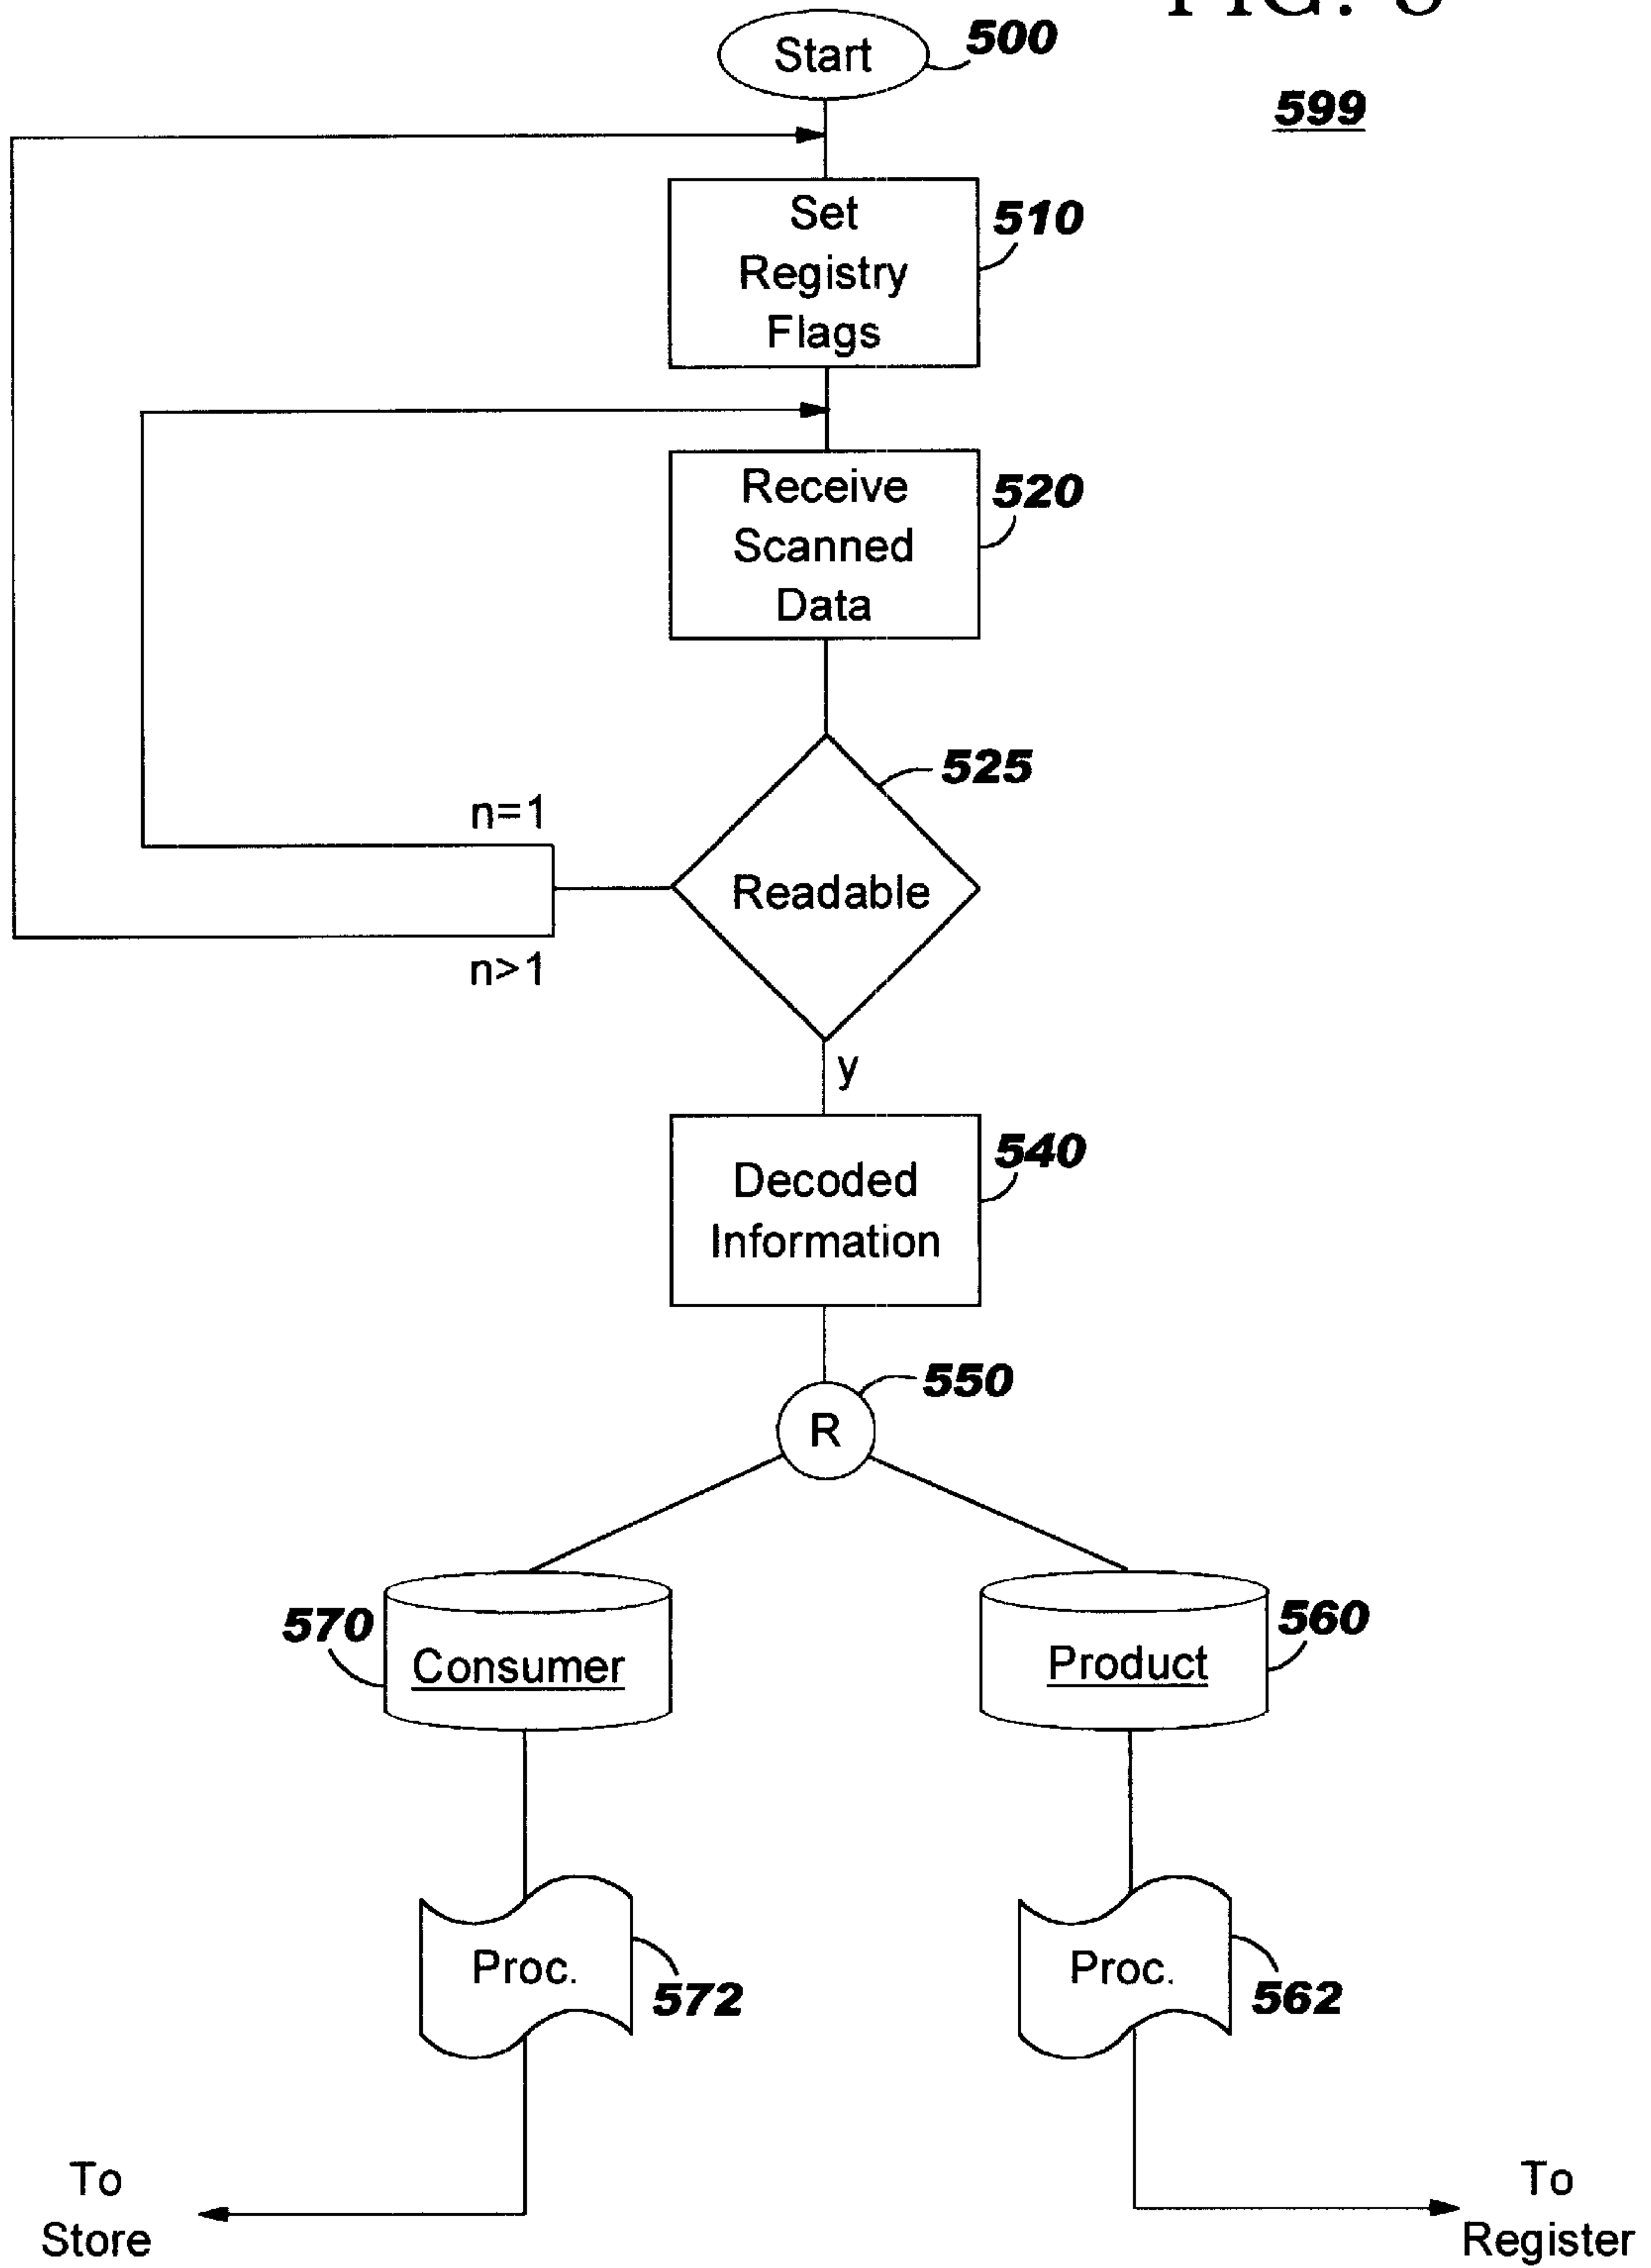 Start
500
599
Set
Registry
Flags
510
Receive
Scanned
Data
520
525
n=1
Readable
n>1
y
Decoded
Information
540
550
R
570
Consumer
560
Product
Proc.
572
Proc.
562
To
Store
To
Register